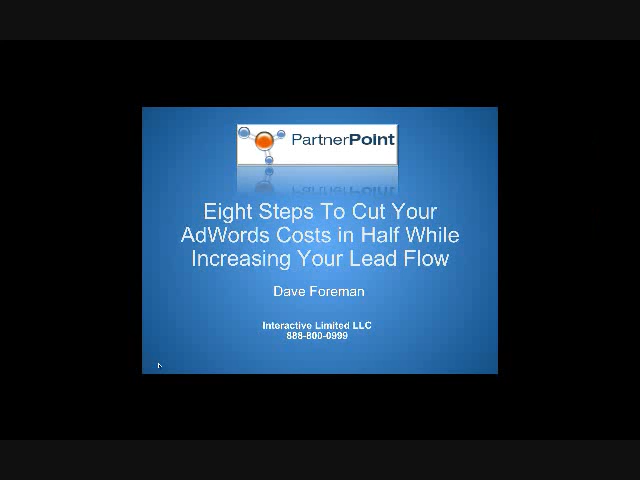 PartnerPoint
Eight Steps To Cut Your
AdWords Costs in Half While
Increasing Your Lead Flow
Dave Foreman
Interactive Limited LLC
888-800-0999